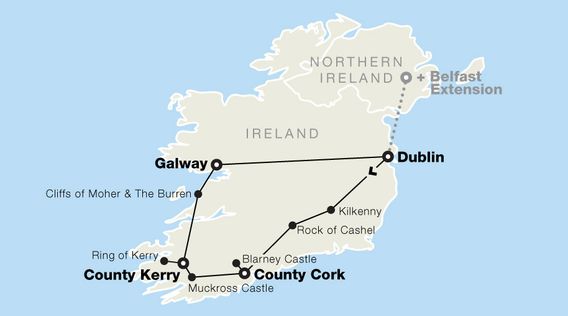 NORTHERN
IRELAND
+ Belfast
Extension
IRELAND
Galway
Dublin
Cliffs of Moher & The Burren
Kilkenny
Rock of Cashel
Ring of Kerry
Blarney Castle
County Kerry
County Cork
Muckross Castle